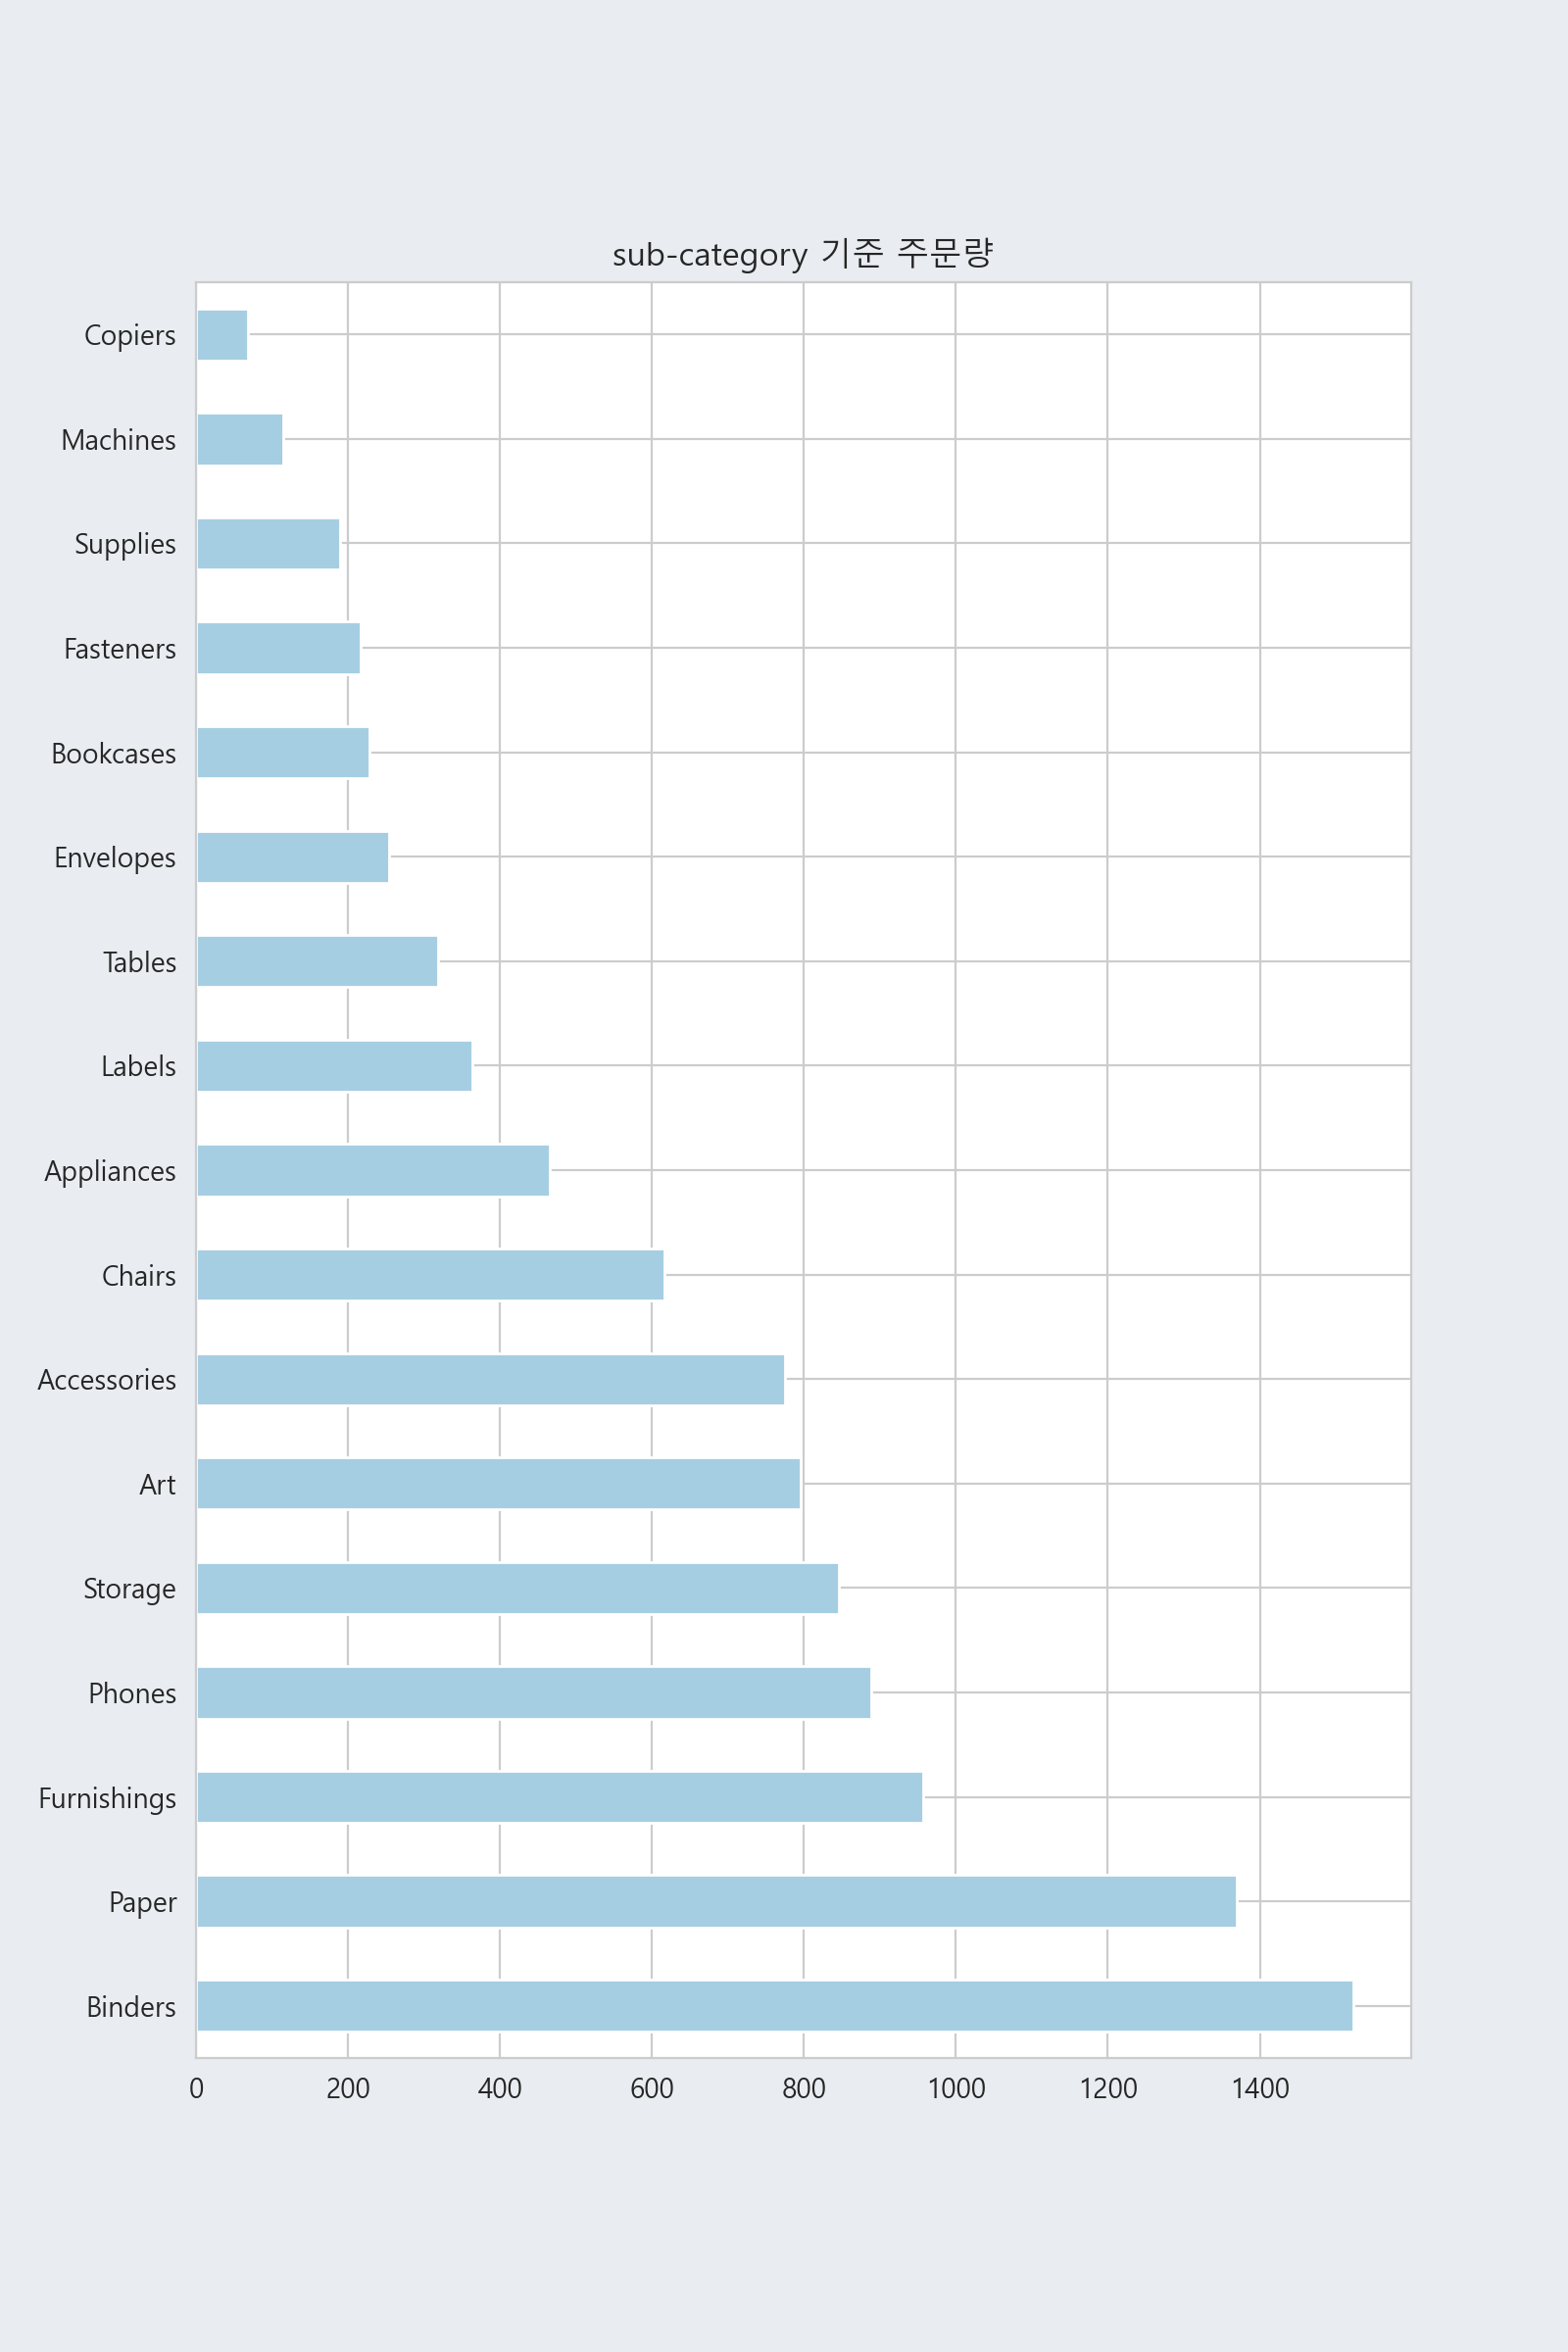 sub-category 기준 주문량
Copiers
Machines
Supplies
Fasteners
Bookcases
Envelopes
Tables
Labels
Appliances
Chairs
Accessories
Art
Storage
Phones
Furnishings
Paper
Binders
0 200 400 600 800 1000 1200 1400